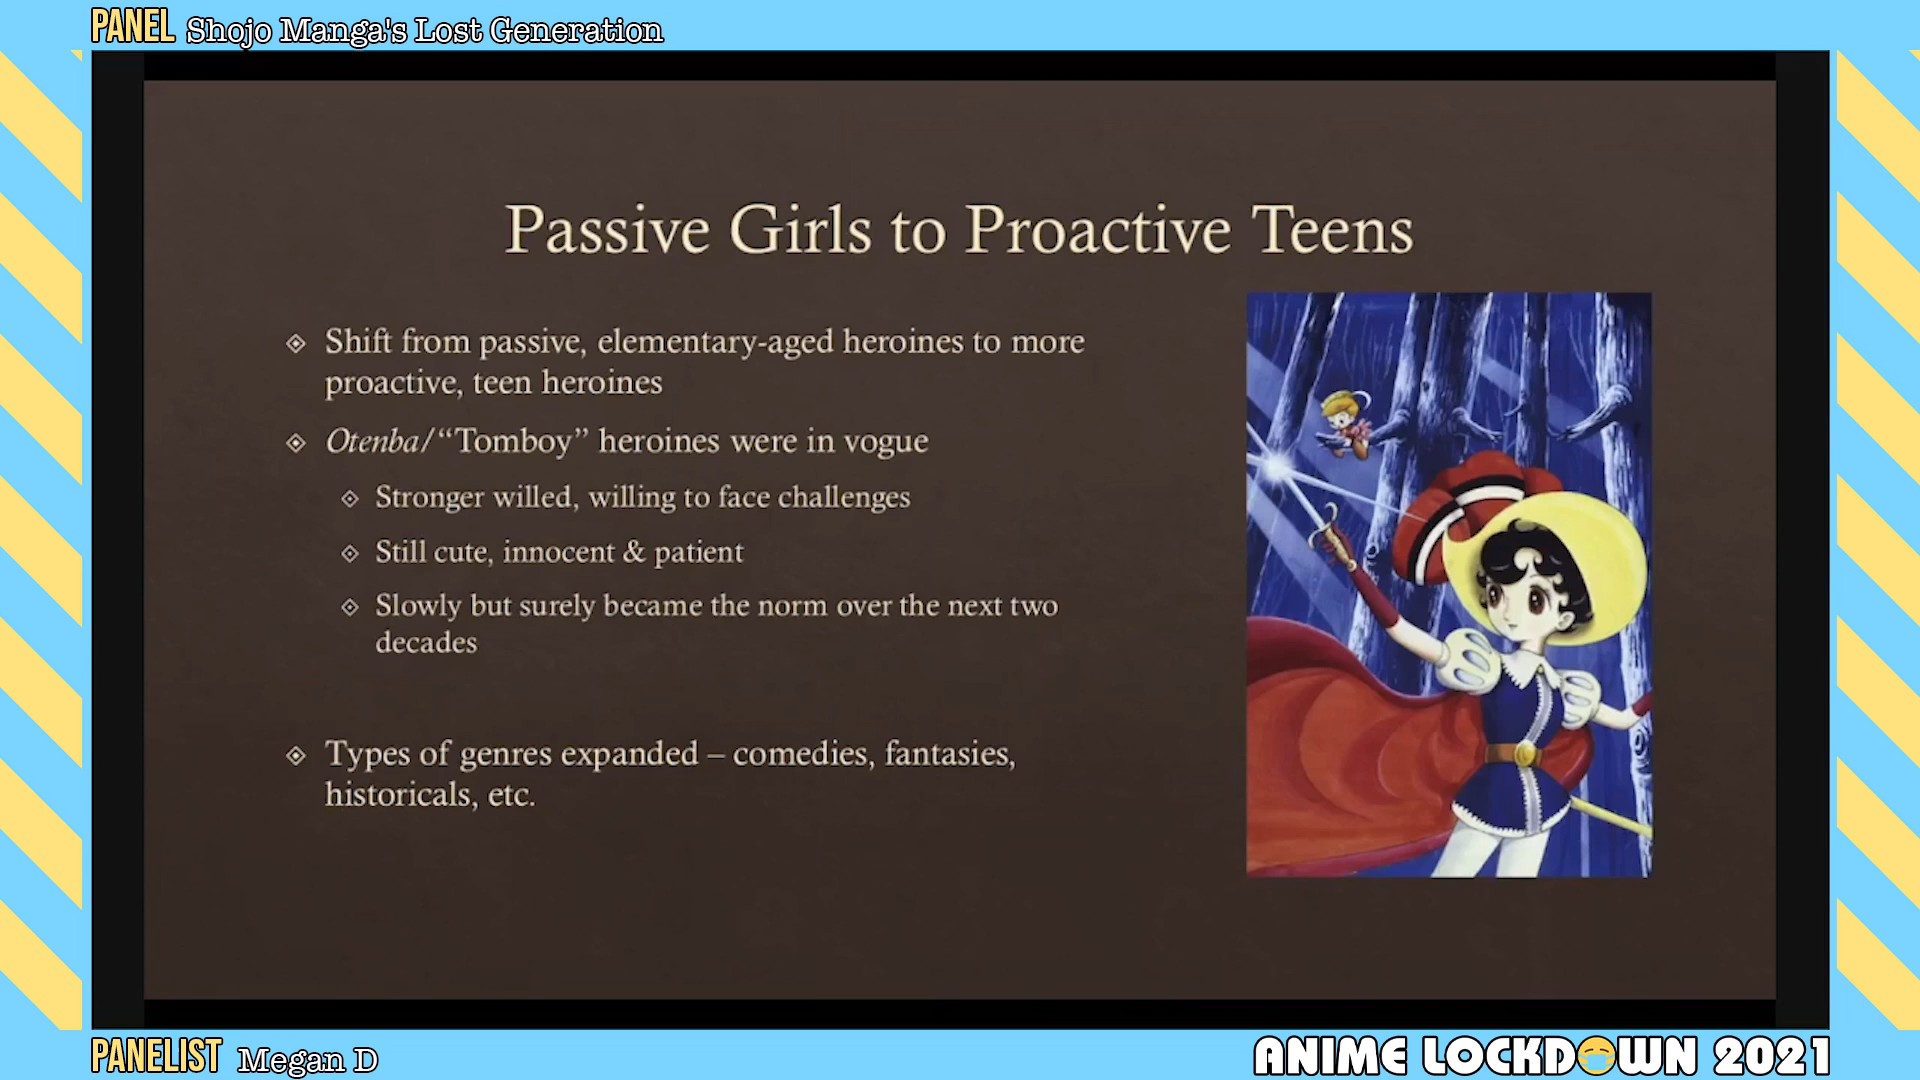 PANEL Shojo Manga's Lost Generation
Passive Girls to Proactive Teens
Shift from passive, elementary-aged heroines to more
proactive, teen heroines
Otenba/“Tomboy” heroines were in vogue
Stronger willed, willing to face challenges
Still cute, innocent & patient
Slowly but surely became the norm over the next two
decades
Types of genres expanded – comedies, fantasies,
historicals, etc.
PANELIST Megan D
ANIME LOCKDOWN 2021